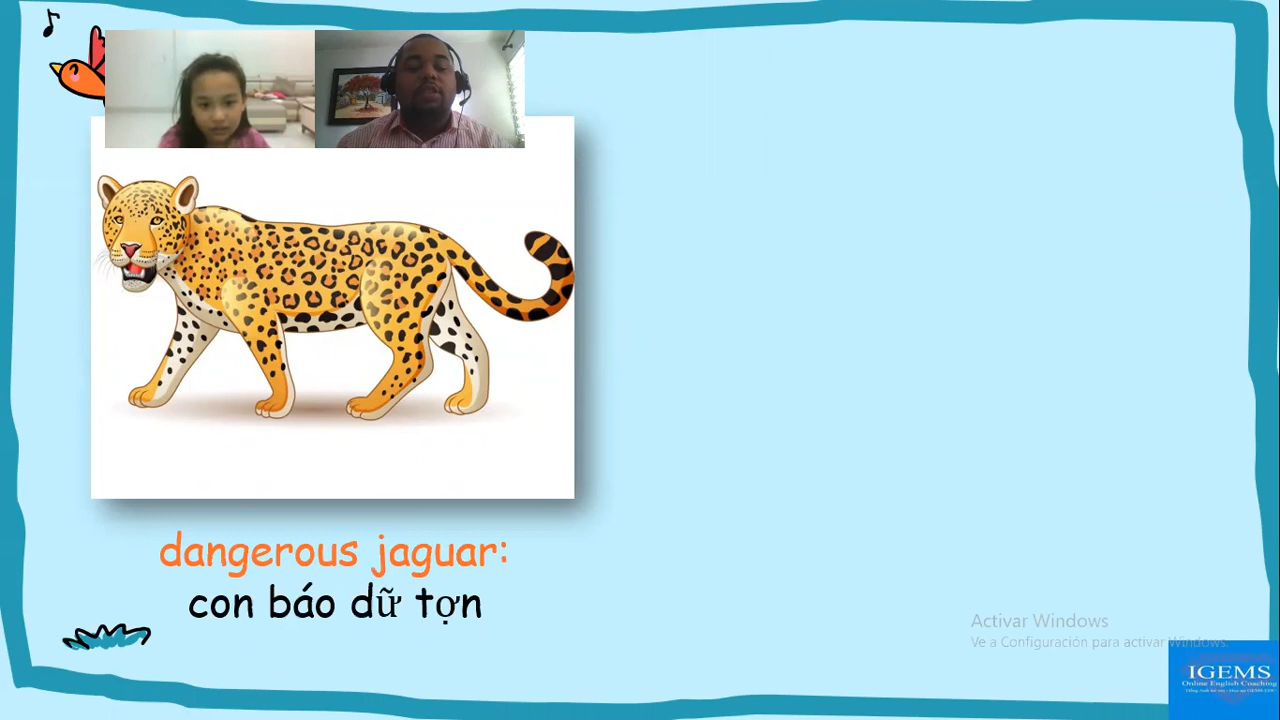 dangerous jaguar:
con báo dữ tợn
Activar Windows
Ve a Configuración para activar Windows.
IGEMS
Online English Coaching